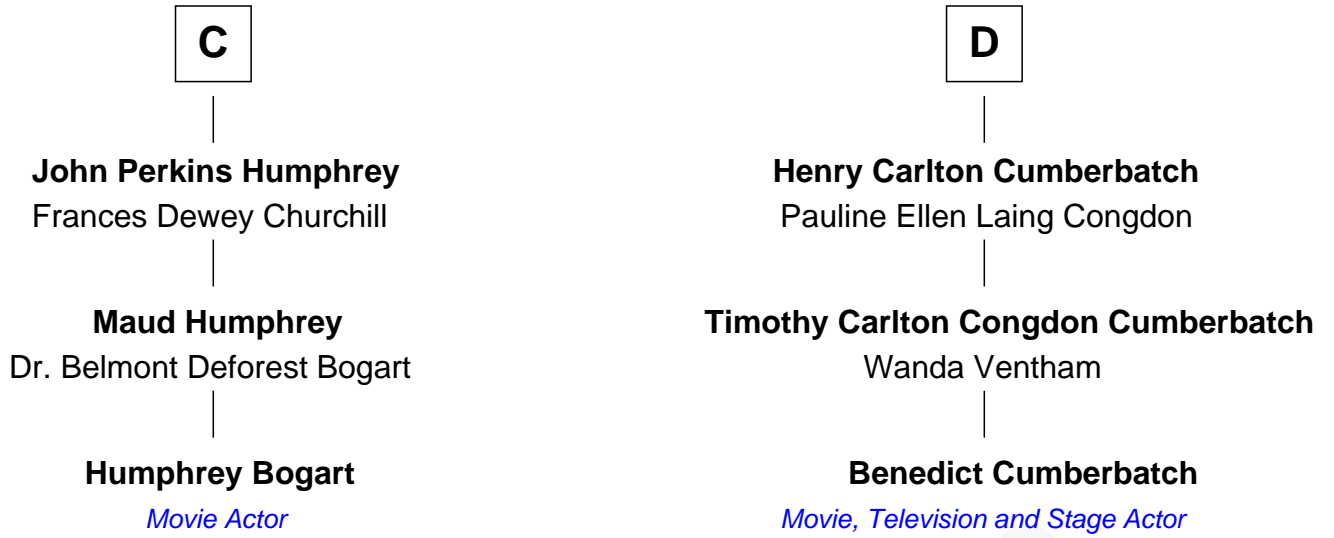 C
John Perkins Humphrey
Frances Dewey Churchill
Maud Humphrey
Dr. Belmont Deforest Bogart
Humphrey Bogart
Movie Actor
D
Henry Carlton Cumberbatch
Pauline Ellen Laing Congdon
Timothy Carlton Congdon Cumberbatch
Wanda Ventham
Benedict Cumberbatch
Movie, Television and Stage Actor